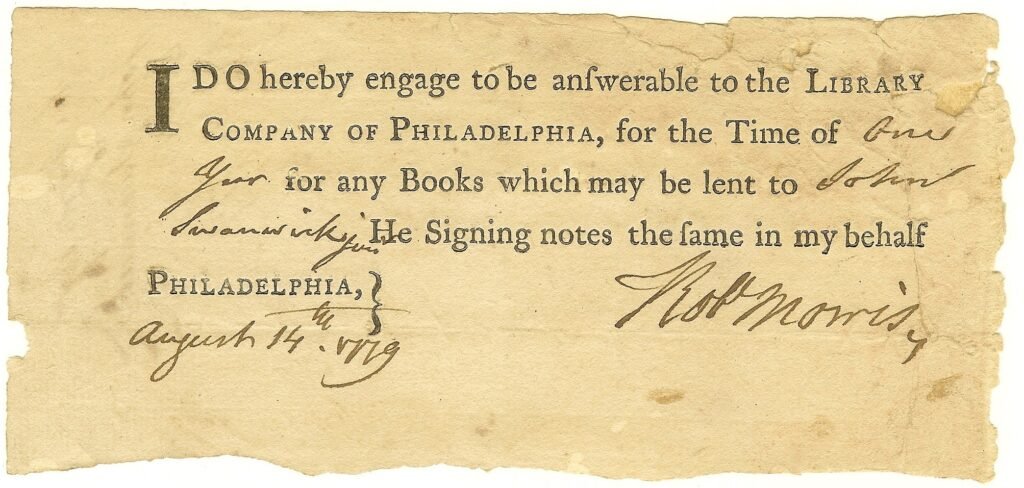 I DO hereby engage to be anſwerable to the LIBRARY
COMPANY OF PHILADELPHIA, for the Time of One
Year for any Books which may be lent to John
Swanwick jun. He Signing notes the ſame in my behalf
PHILADELPHIA, }
August 14th. 1779
Robt Morris